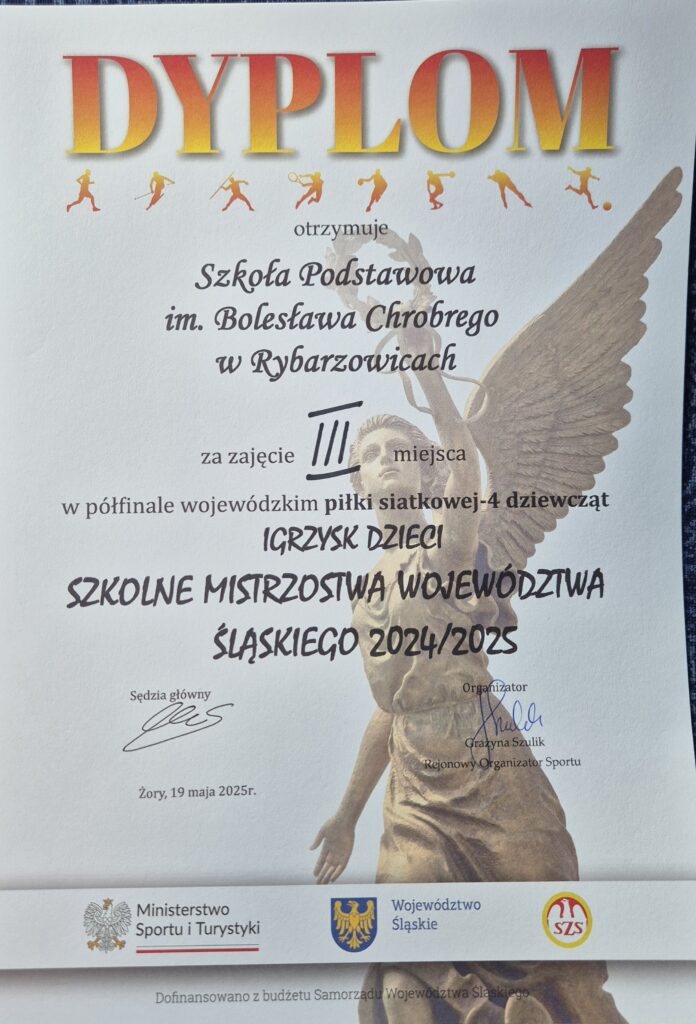 DYPLOM
otrzymuje
Szkoła Podstawowa
im. Bolesława Chrobrego
w Rybarzowicach
za zajęcie III miejsca
w półfinale wojewódzkim piłki siatkowej-4 dziewcząt
IGRZYSK DZIECI
SZKOLNE MISTRZOSTWA WOJEWÓDZTWA
ŚLĄSKIEGO 2024/2025
Sędzia główny
Organizator
Grażyna Szulik
Rejonowy Organizator Sportu
Żory, 19 maja 2025r.
Ministerstwo
Sportu i Turystyki
Województwo
Śląskie
SZS
Dofinansowano z budżetu Samorządu Województwa Śląskiego